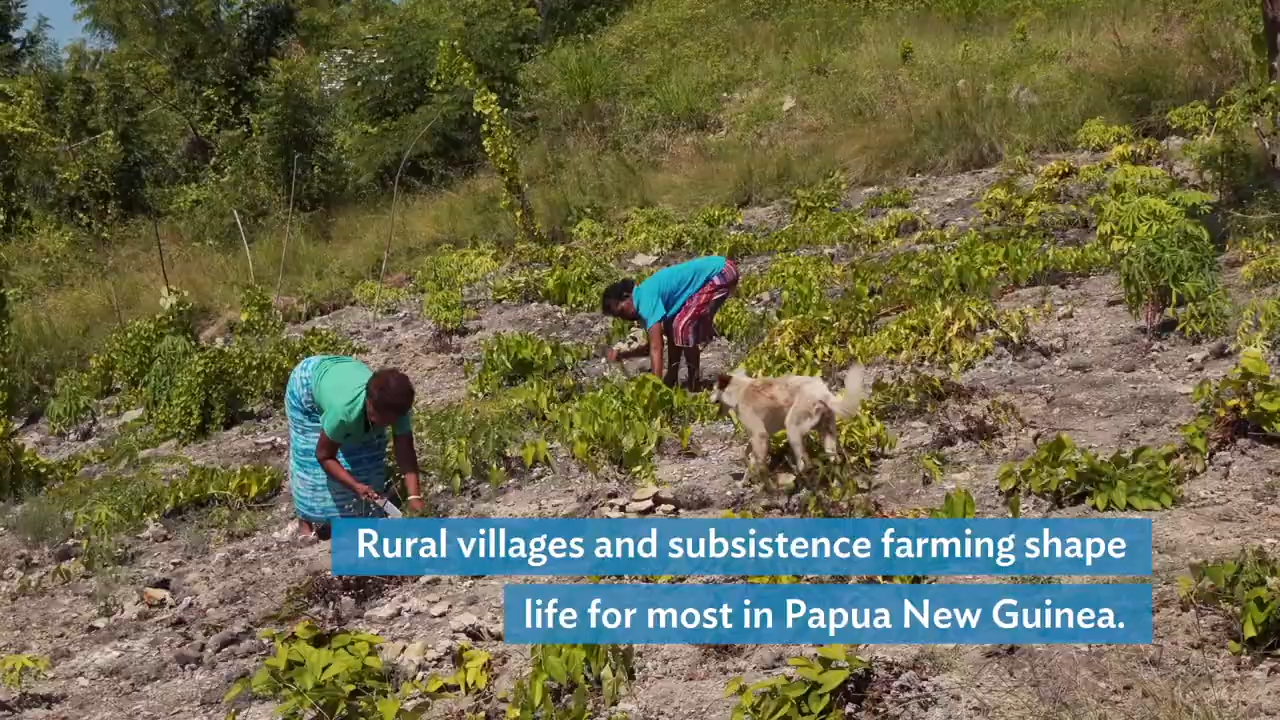 Rural villages and subsistence farming shape
life for most in Papua New Guinea.